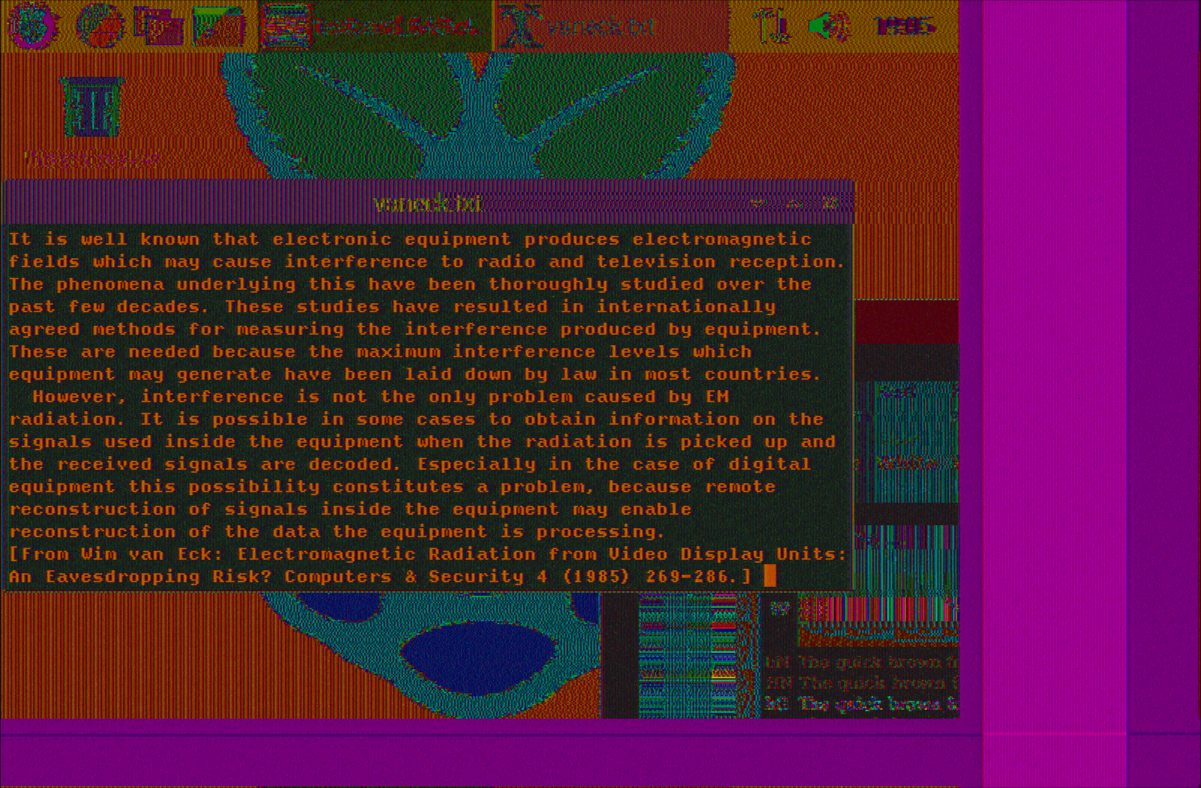 vaneck.txt
19:05
vaneck.txt
It is well known that electronic equipment produces electromagnetic
fields which may cause interference to radio and television reception.
The phenomena underlying this have been thoroughly studied over the
past few decades. These studies have resulted in internationally
agreed methods for measuring the interference produced by equipment.
These are needed because the maximum interference levels which
equipment may generate have been laid down by law in most countries.
However, interference is not the only problem caused by EM
radiation. It is possible in some cases to obtain information on the
signals used inside the equipment when the radiation is picked up and
the received signals are decoded. Especially in the case of digital
equipment this possibility constitutes a problem, because remote
reconstruction of signals inside the equipment may enable
reconstruction of the data the equipment is processing.
[From Wim van Eck: Electromagnetic Radiation from Video Display Units:
An Eavesdropping Risk? Computers & Security 4 (1985) 269-286.]
The quick brown
The quick brown
The quick brown